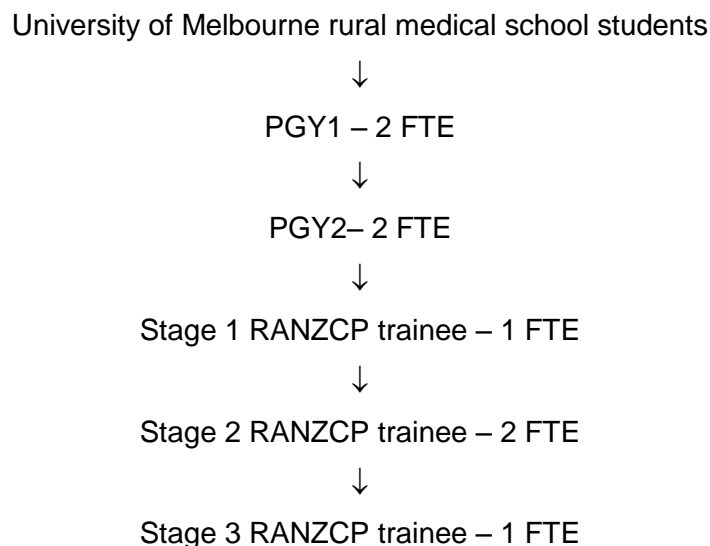 University of Melbourne rural medical school students
↓
PGY1 – 2 FTE
↓
PGY2– 2 FTE
↓
Stage 1 RANZCP trainee – 1 FTE
↓
Stage 2 RANZCP trainee – 2 FTE
↓
Stage 3 RANZCP trainee – 1 FTE